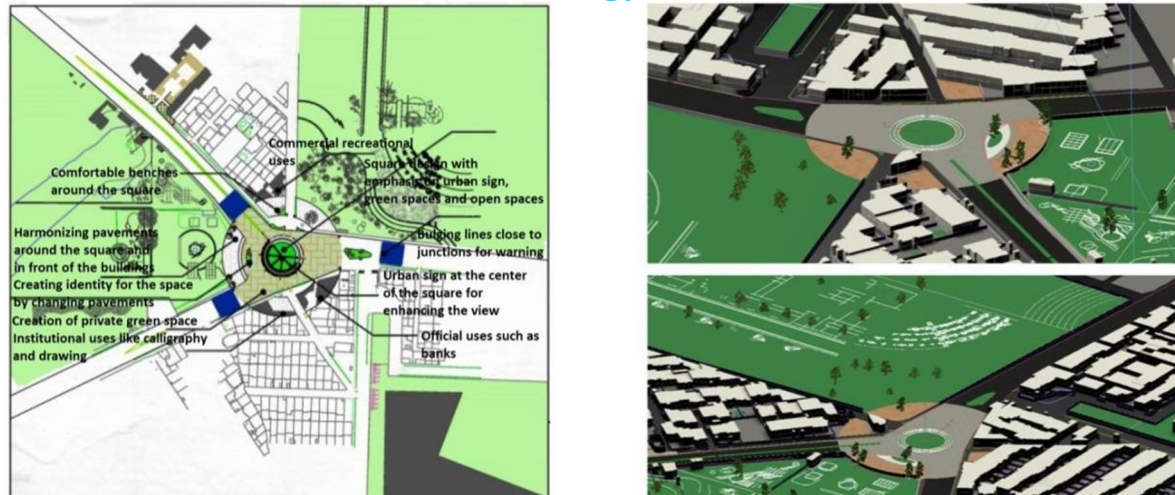 Commercial recreational
uses
Comfortable benches
around the square
Square design with
emphasis on urban sign,
green spaces and open spaces
Harmonizing pavements
around the square and
in front of the buildings
Bulging lines close to
junctions for warning
Creating identity for the space
by changing pavements
Urban sign at the center
of the square for
enhancing the view
Creation of private green space
Institutional uses like calligraphy
and drawing
Official uses such as
banks